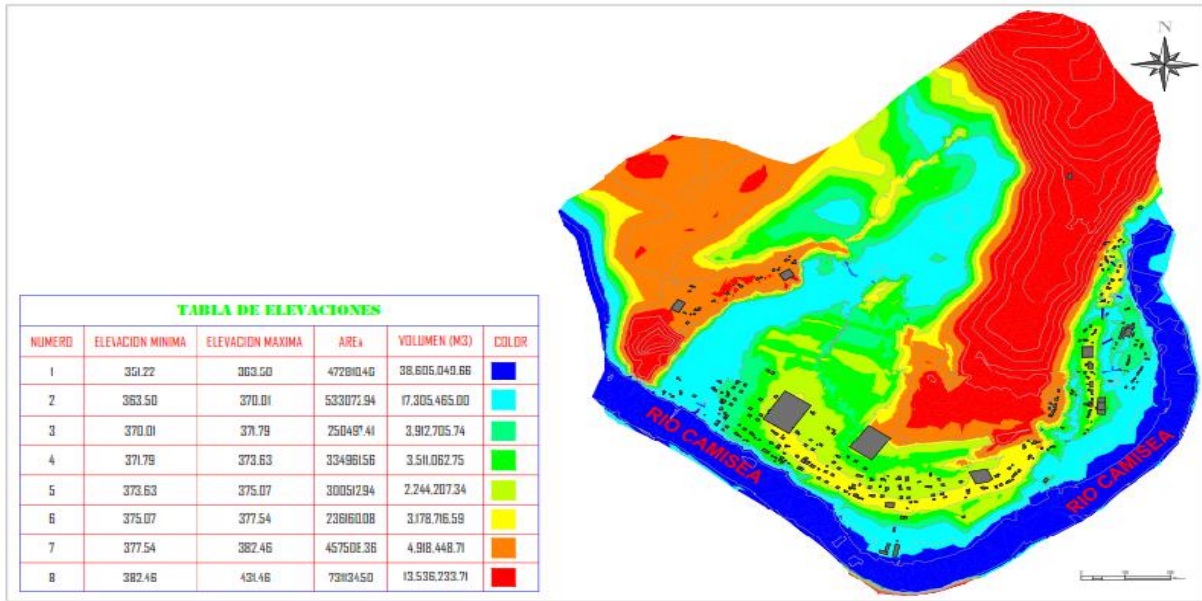 TABLA DE ELEVACIONES
NUMERO ELEVACION MINIMA ELEVACION MAXIMA AREA VOLUMEN (M3) COLOR
1 351.22 363.50 472810.46 38,605,049.66
2 363.50 370.01 533072.94 17,305,465.00
3 370.01 371.79 250497.41 3,912,705.74
4 371.79 373.63 334961.56 3,511,062.75
5 373.63 375.07 300512.94 2,244,207.34
6 375.07 377.54 236160.08 3,178,716.59
7 377.54 382.46 457508.36 4,918,448.71
8 382.46 431.46 731134.50 13,536,233.71
N
RIO CAMISEA
RIO CAMISEA